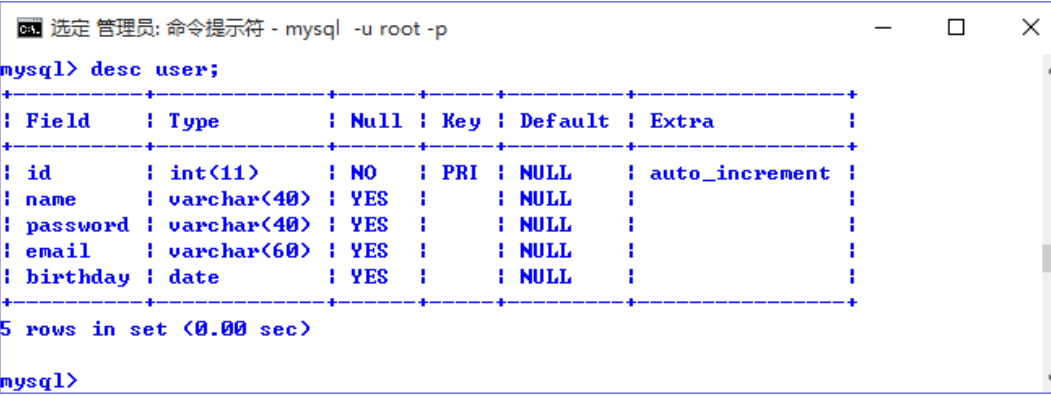 选定 管理员: 命令提示符 - mysql  -u root -p
mysql> desc user;
+----------+-------------+------+-----+---------+----------------+
| Field    | Type        | Null | Key | Default | Extra          |
+----------+-------------+------+-----+---------+----------------+
| id       | int(11)     | NO   | PRI | NULL    | auto_increment |
| name     | varchar(40) | YES  |     | NULL    |                |
| password | varchar(40) | YES  |     | NULL    |                |
| email    | varchar(60) | YES  |     | NULL    |                |
| birthday | date        | YES  |     | NULL    |                |
+----------+-------------+------+-----+---------+----------------+
5 rows in set (0.00 sec)
mysql>